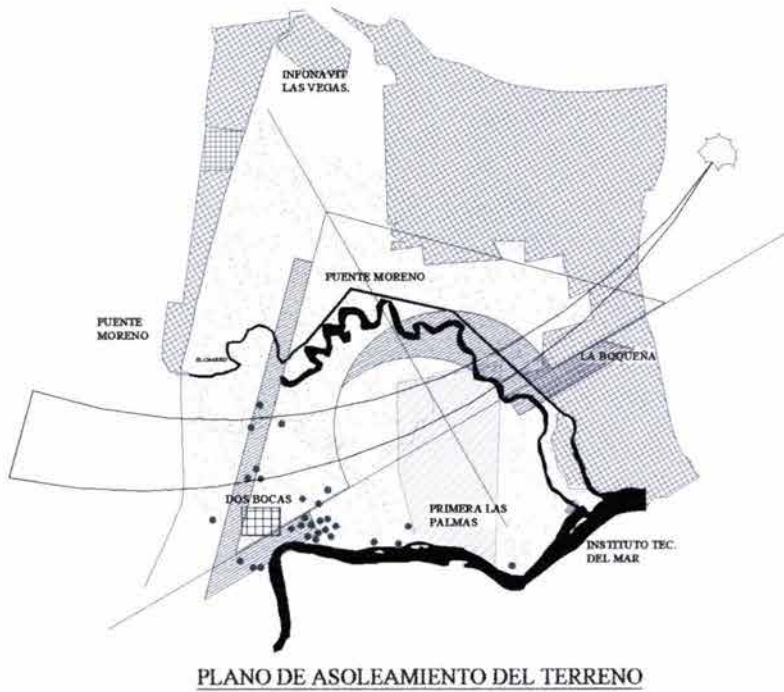 INFONAVIT
LAS VEGAS.
PUENTE MORENO
PUENTE
MORENO
LA BOQUEÑA
DOS BOCAS
PRIMERA LAS
PALMAS
INSTITUTO TEC.
DEL MAR
PLANO DE ASOLEAMIENTO DEL TERRENO